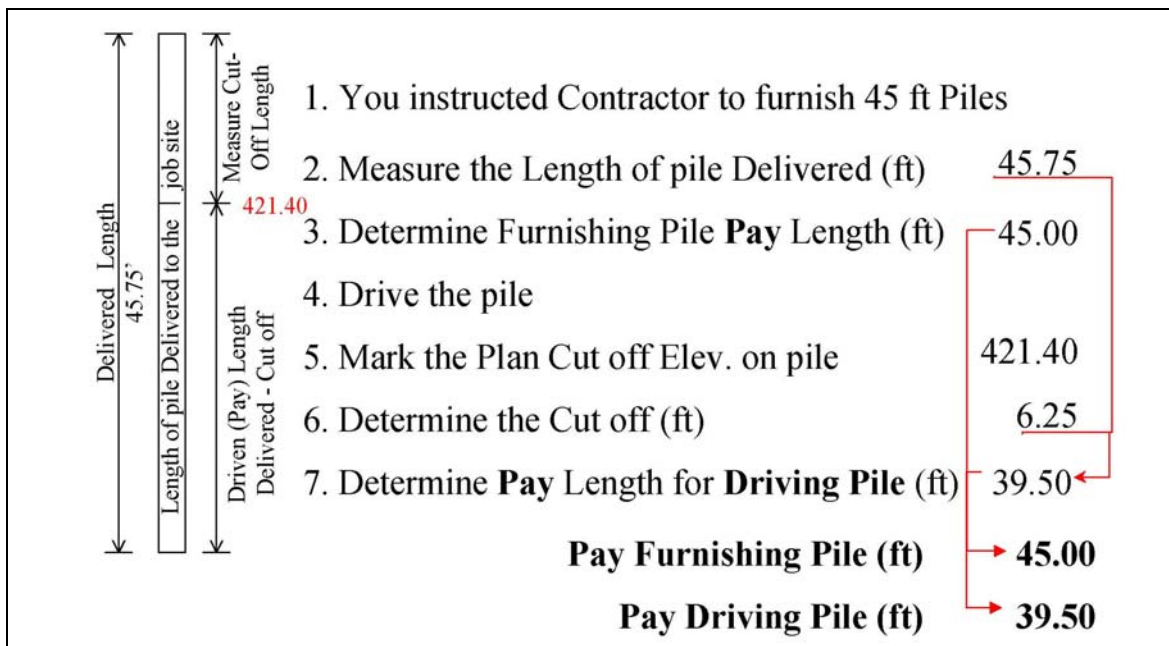 Delivered Length
45.75'
Length of pile Delivered to the job site
Measure Cut-
Off Length
421.40
Driven (Pay) Length
Delivered - Cut off
1. You instructed Contractor to furnish 45 ft Piles
2. Measure the Length of pile Delivered (ft) 45.75
3. Determine Furnishing Pile Pay Length (ft) 45.00
4. Drive the pile
5. Mark the Plan Cut off Elev. on pile 421.40
6. Determine the Cut off (ft) 6.25
7. Determine Pay Length for Driving Pile (ft) 39.50
Pay Furnishing Pile (ft) 45.00
Pay Driving Pile (ft) 39.50